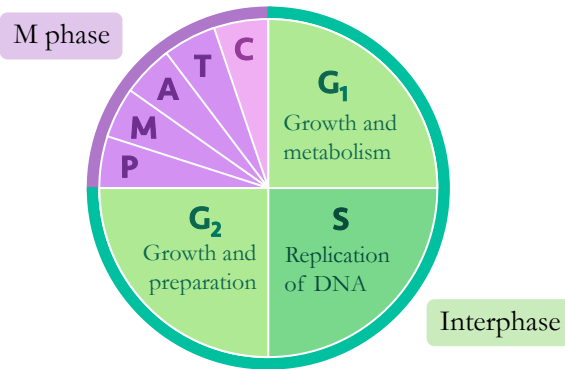 M phase
C
T
A
M
P
G₁
Growth and
metabolism
G₂
Growth and
preparation
S
Replication
of DNA
Interphase